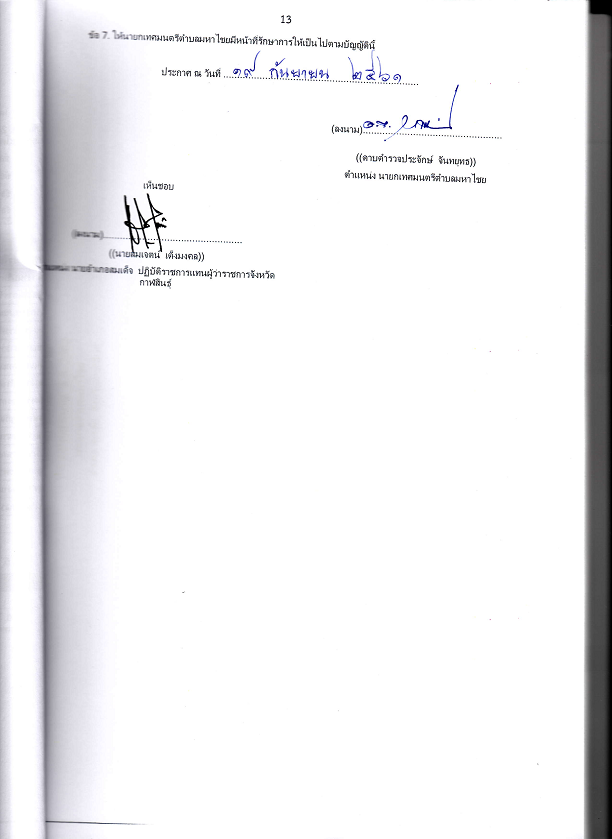 13
ข้อ 7. ให้นายกเทศมนตรีตำบลมหาไชยมีหน้าที่รักษาการให้เป็นไปตามบัญญัตินี้
ประกาศ ณ วันที่ ๑๙ กันยายน ๒๕๖๑
(ลงนาม)
((ดาบตำรวจประจักษ์ จันทยุทธ))
ตำแหน่ง นายกเทศมนตรีตำบลมหาไชย
เห็นชอบ
(ลงนาม)
((นายสมเจตน์ เต็งมงคล))
นายอำเภอสมเด็จ ปฏิบัติราชการแทนผู้ว่าราชการจังหวัด
กาฬสินธุ์